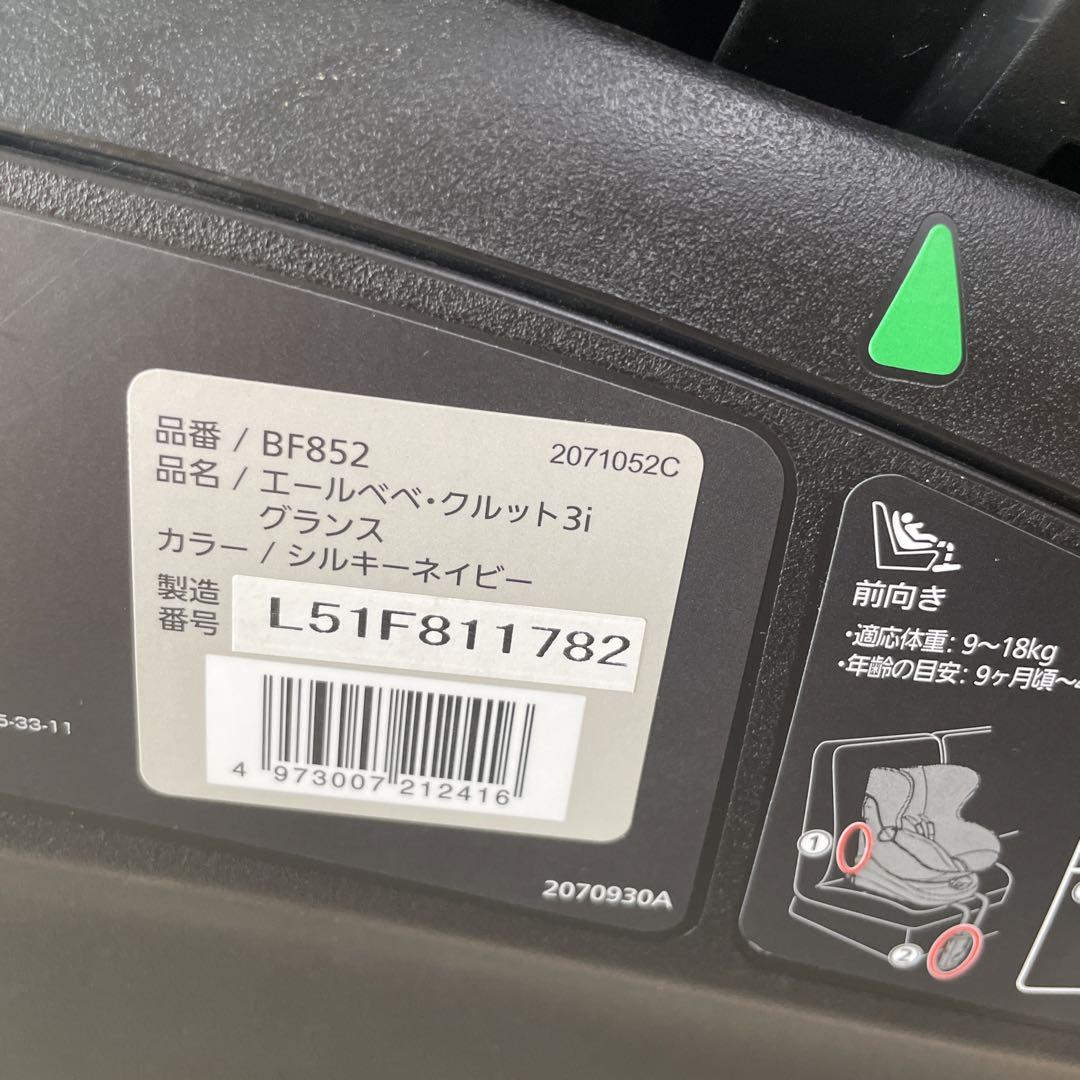 品番 / BF852
2071052C
品名 / エールベベ・クルット3i
グランス
カラー / シルキーネイビー
製造
番号
L51F811782
4 973007 212416
5-33-11
2070930A
前向き
・適応体重: 9〜18kg
・年齢の目安: 9ヶ月頃〜
1
2